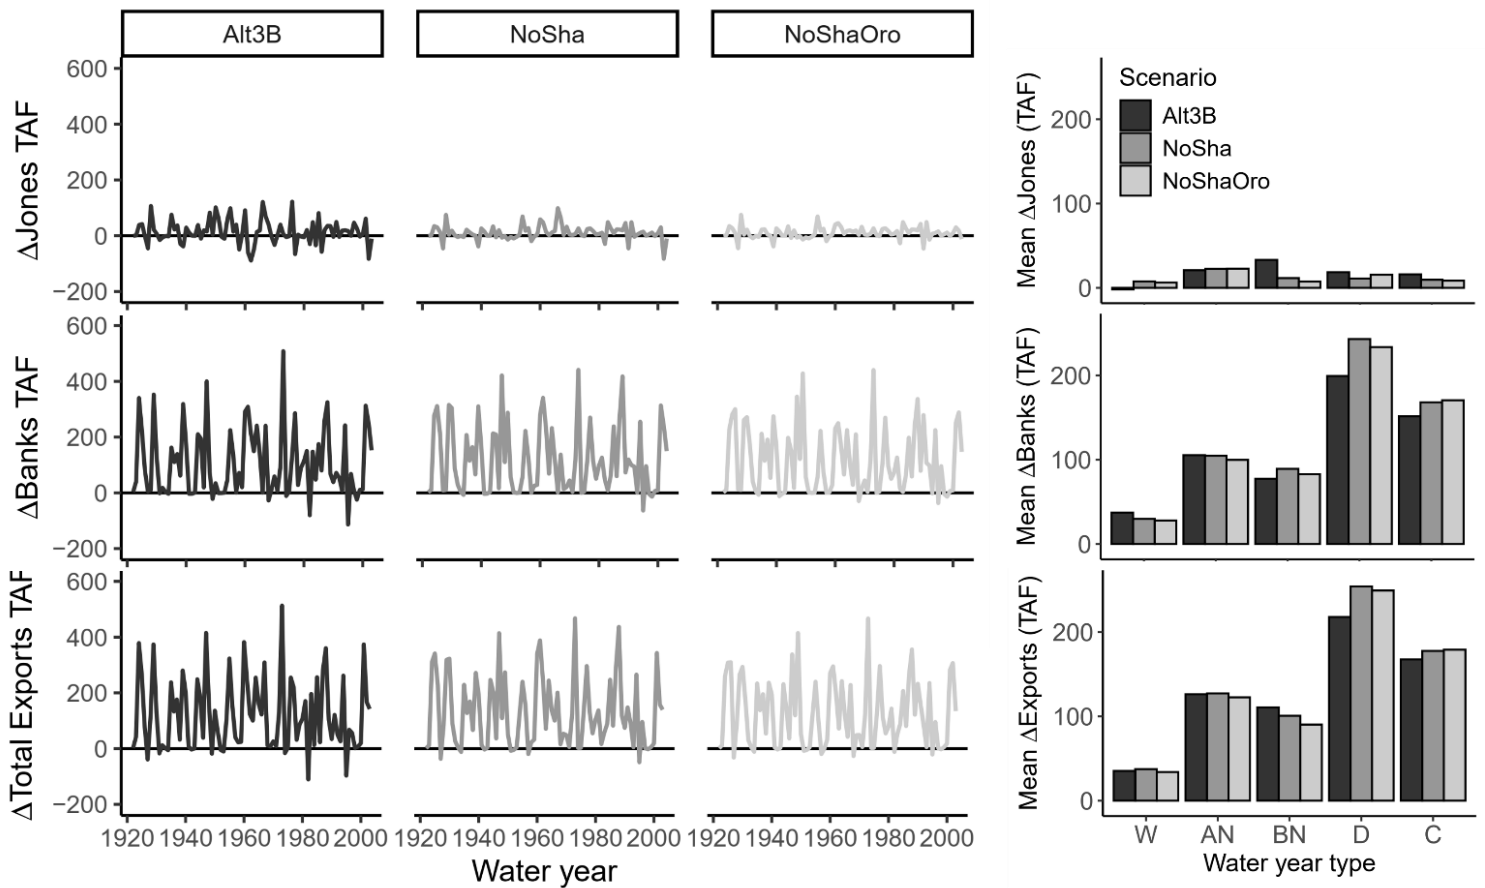 Alt3B
NoSha
NoShaOro
ΔJones TAF
600
400
200
0
−200
ΔBanks TAF
600
400
200
0
−200
ΔTotal Exports TAF
600
400
200
0
−200
1920 1940 1960 1980 2000
1920 1940 1960 1980 2000
1920 1940 1960 1980 2000
Water year
Mean ΔJones (TAF)
200
100
0
Scenario
Alt3B
NoSha
NoShaOro
Mean ΔBanks (TAF)
200
100
0
Mean ΔExports (TAF)
200
100
0
W AN BN D C
Water year type